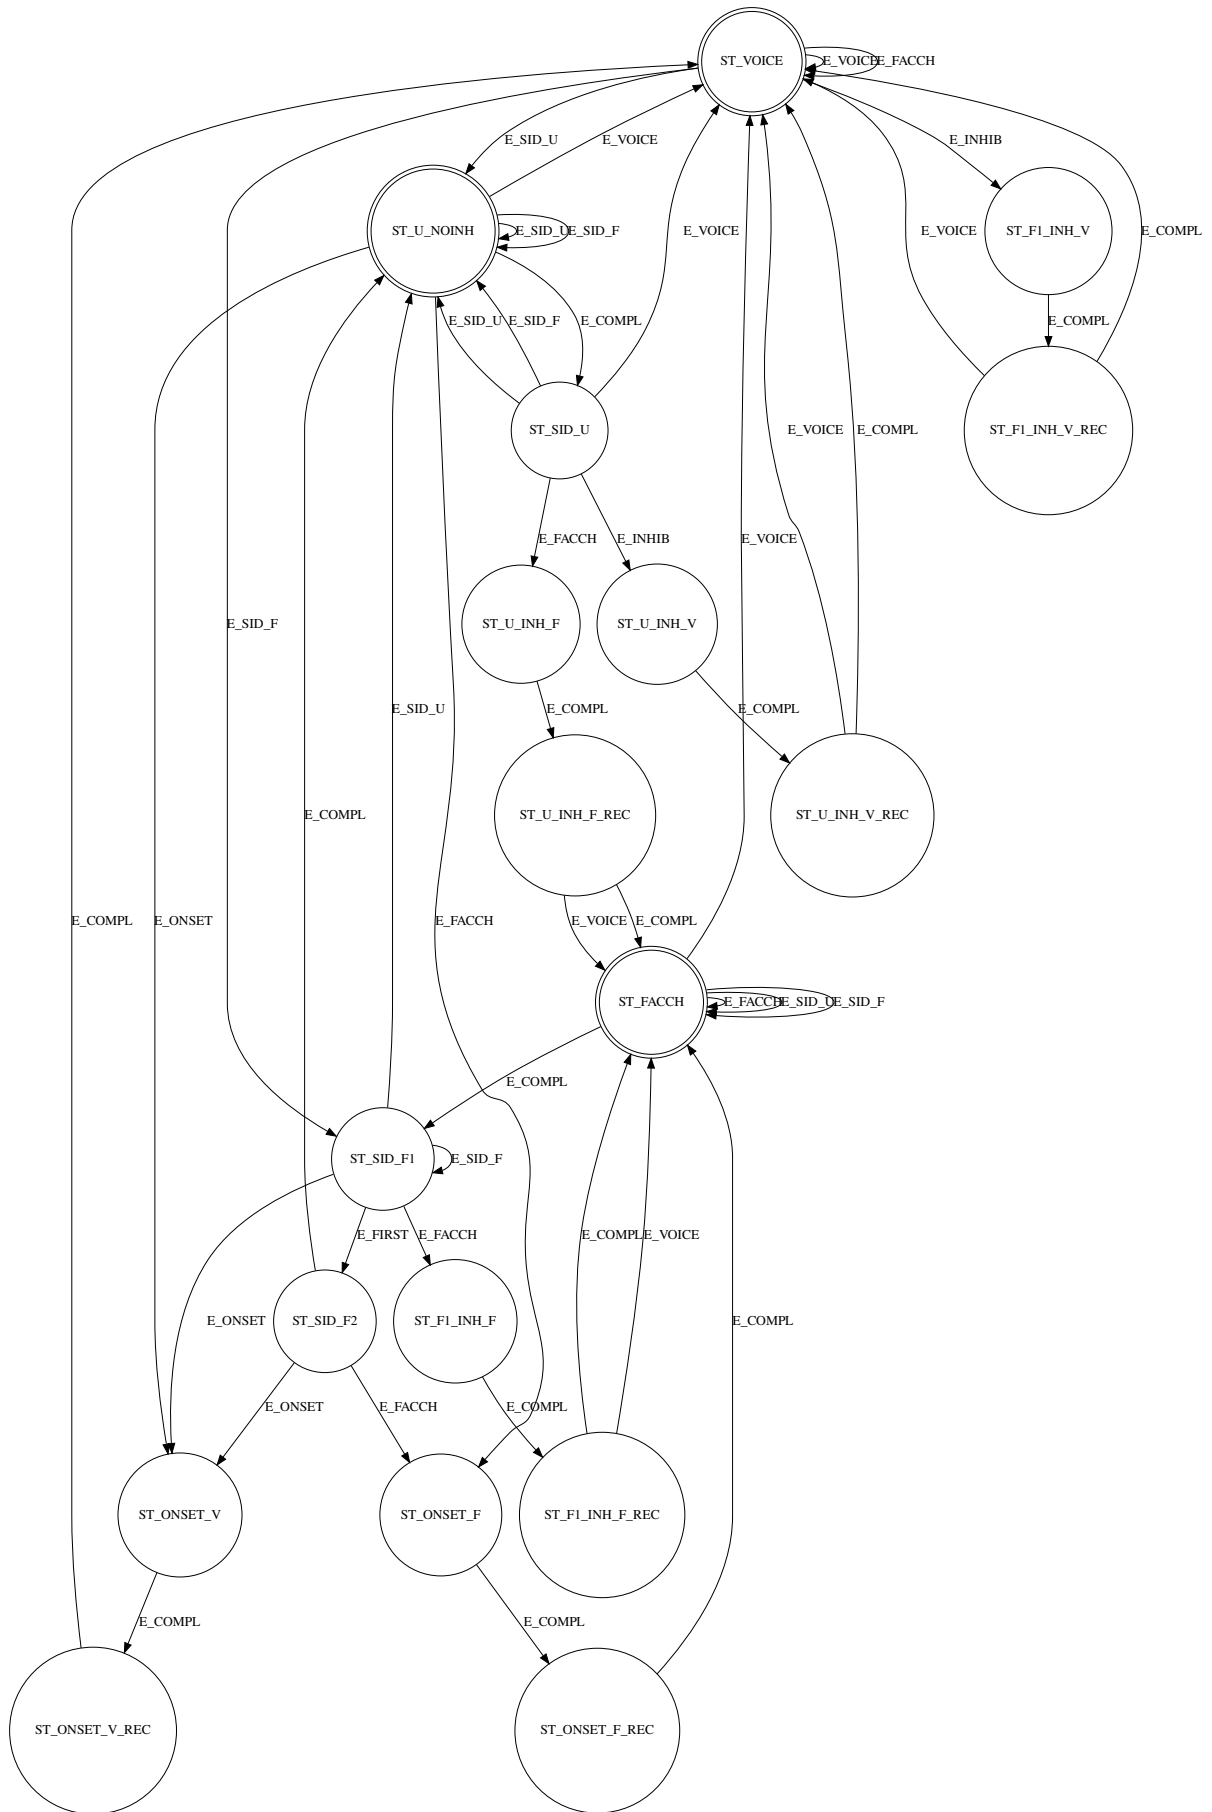 ST_VOICE
E_VOICE
E_FACCH
E_SID_U
E_VOICE
E_INHIB
ST_U_NOINH
E_SID_U
E_SID_F
E_VOICE
E_VOICE
ST_F1_INH_V
E_COMPL
E_SID_U
E_SID_F
E_COMPL
E_COMPL
ST_SID_U
E_VOICE
E_COMPL
ST_F1_INH_V_REC
E_FACCH
E_INHIB
E_VOICE
E_SID_F
ST_U_INH_F
ST_U_INH_V
E_SID_U
E_COMPL
E_COMPL
E_COMPL
ST_U_INH_F_REC
ST_U_INH_V_REC
E_COMPL
E_ONSET
E_FACCH
E_VOICE
E_COMPL
ST_FACCH
E_FACCH
E_SID_U
E_SID_F
E_COMPL
ST_SID_F1
E_SID_F
E_FIRST
E_FACCH
E_COMPL
E_VOICE
E_ONSET
ST_SID_F2
ST_F1_INH_F
E_COMPL
E_ONSET
E_FACCH
E_COMPL
ST_ONSET_V
ST_ONSET_F
ST_F1_INH_F_REC
E_COMPL
E_COMPL
ST_ONSET_V_REC
ST_ONSET_F_REC